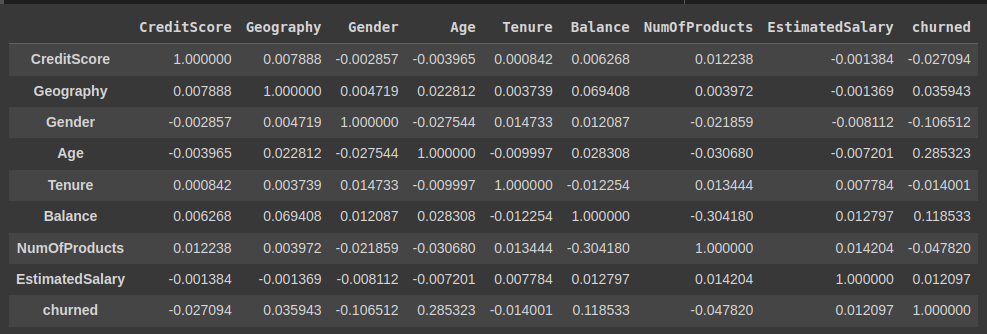 CreditScore Geography Gender Age Tenure Balance NumOfProducts EstimatedSalary churned
CreditScore 1.000000 0.007888 -0.002857 -0.003965 0.000842 0.006268 0.012238 -0.001384 -0.027094
Geography 0.007888 1.000000 0.004719 0.022812 0.003739 0.069408 0.003972 -0.001369 0.035943
Gender -0.002857 0.004719 1.000000 -0.027544 0.014733 0.012087 -0.021859 -0.008112 -0.106512
Age -0.003965 0.022812 -0.027544 1.000000 -0.009997 0.028308 -0.030680 -0.007201 0.285323
Tenure 0.000842 0.003739 0.014733 -0.009997 1.000000 -0.012254 0.013444 0.007784 -0.014001
Balance 0.006268 0.069408 0.012087 0.028308 -0.012254 1.000000 -0.304180 0.012797 0.118533
NumOfProducts 0.012238 0.003972 -0.021859 -0.030680 0.013444 -0.304180 1.000000 0.014204 -0.047820
EstimatedSalary -0.001384 -0.001369 -0.008112 -0.007201 0.007784 0.012797 0.014204 1.000000 0.012097
churned -0.027094 0.035943 -0.106512 0.285323 -0.014001 0.118533 -0.047820 0.012097 1.000000